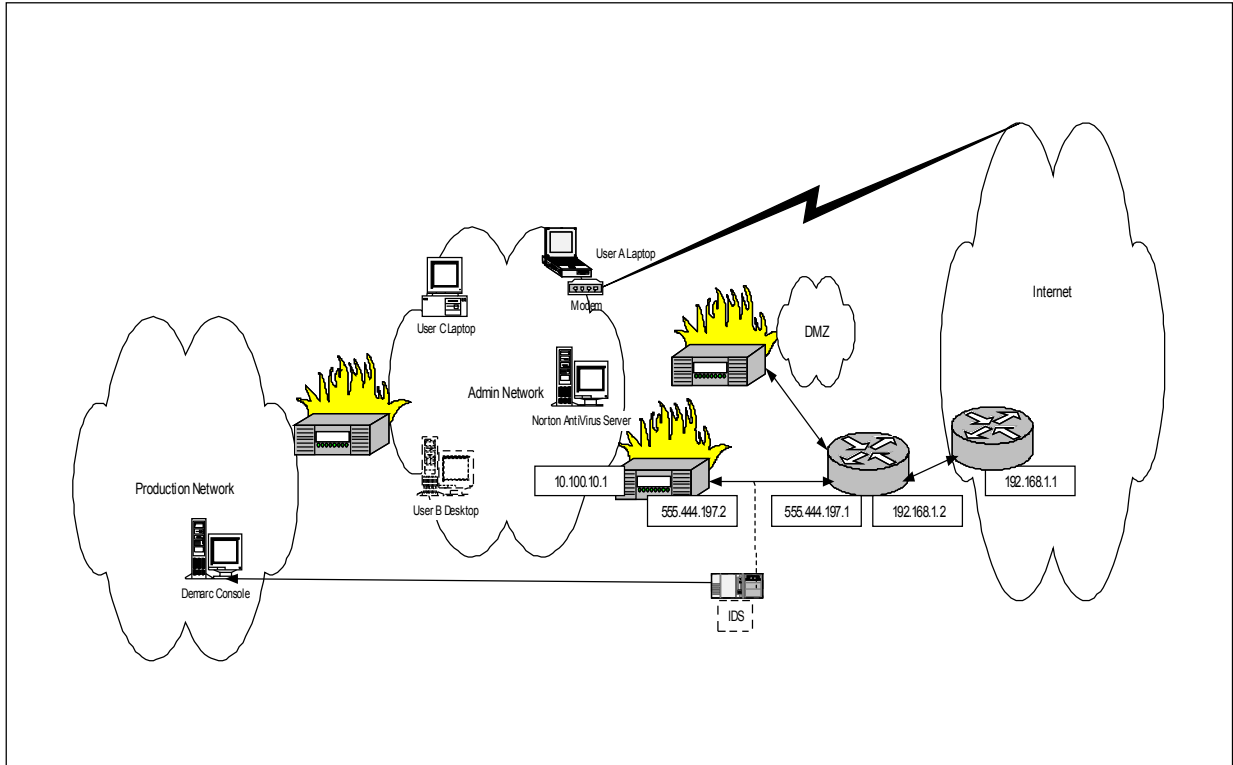 User A Laptop
Modem
User C Laptop
Internet
DMZ
Admin Network
Norton AntiVirus Server
Production Network
10.100.10.1
192.168.1.1
User B Desktop
555.444.197.2
555.444.197.1
192.168.1.2
Demarc Console
IDS